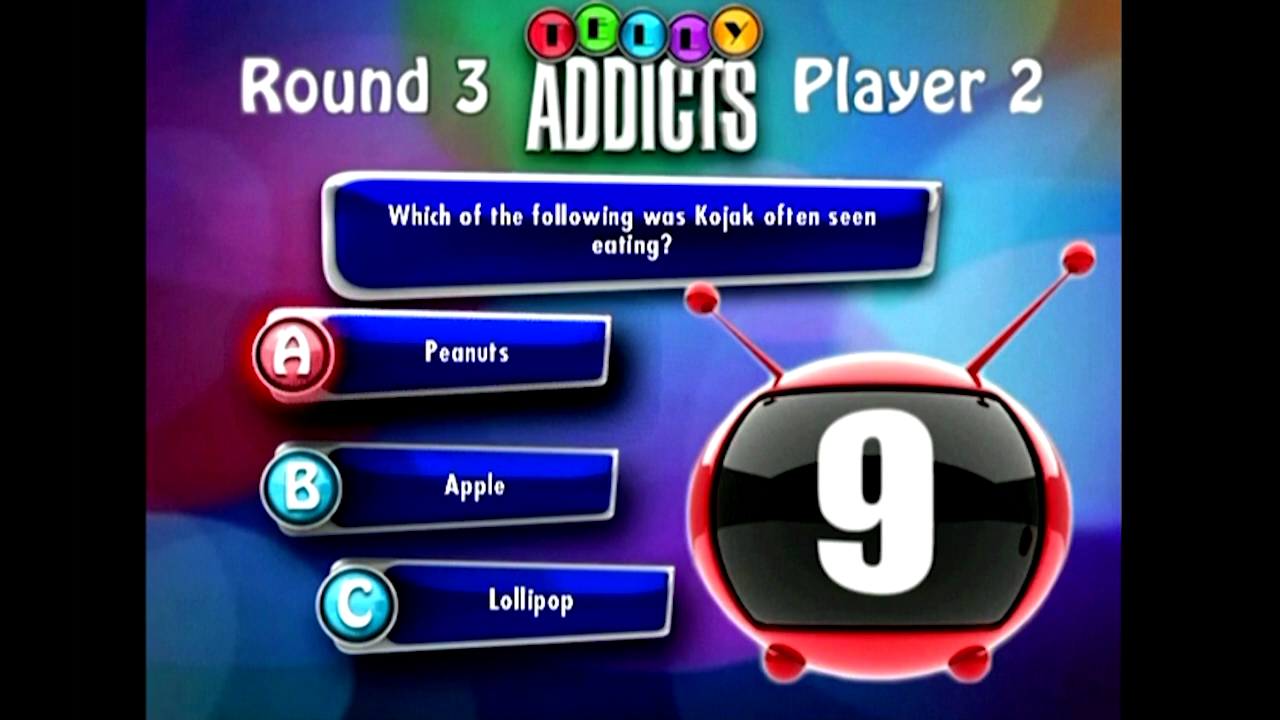 TELLY
Round 3 ADDICTS Player 2
Which of the following was Kojak often seen
eating?
A Peanuts
B Apple
C Lollipop
9